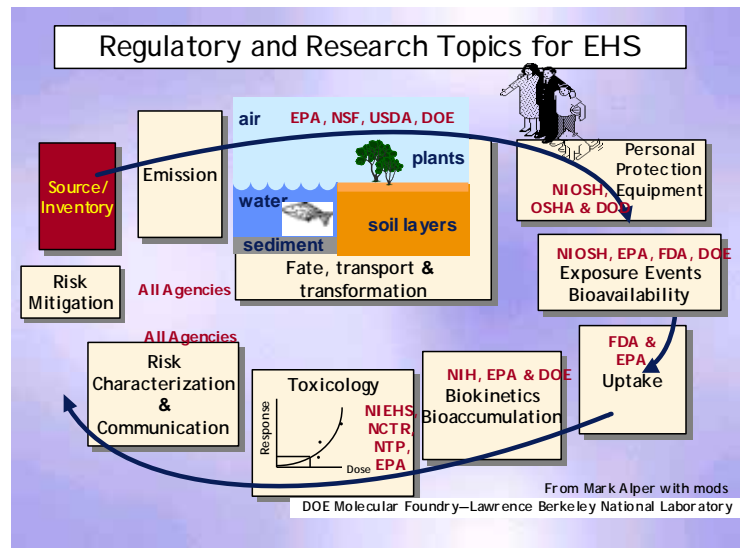 Regulatory and Research Topics for EHS
Source/
Inventory
Emission
air
EPA, NSF, USDA, DOE
plants
water
soil layers
sediment
Fate, transport &
transformation
Personal
Protection
Equipment
NIOSH,
OSHA & DOD
NIOSH, EPA, FDA, DOE
Exposure Events
Bioavailability
Risk
Mitigation
All Agencies
All Agencies
Risk
Characterization
&
Communication
Toxicology
Response
Dose
NIEHS,
NCTR,
NTP,
EPA
NIH, EPA & DOE
Biokinetics
Bioaccumulation
FDA &
EPA
Uptake
From Mark Alper with mods
DOE Molecular Foundry—Lawrence Berkeley National Laboratory